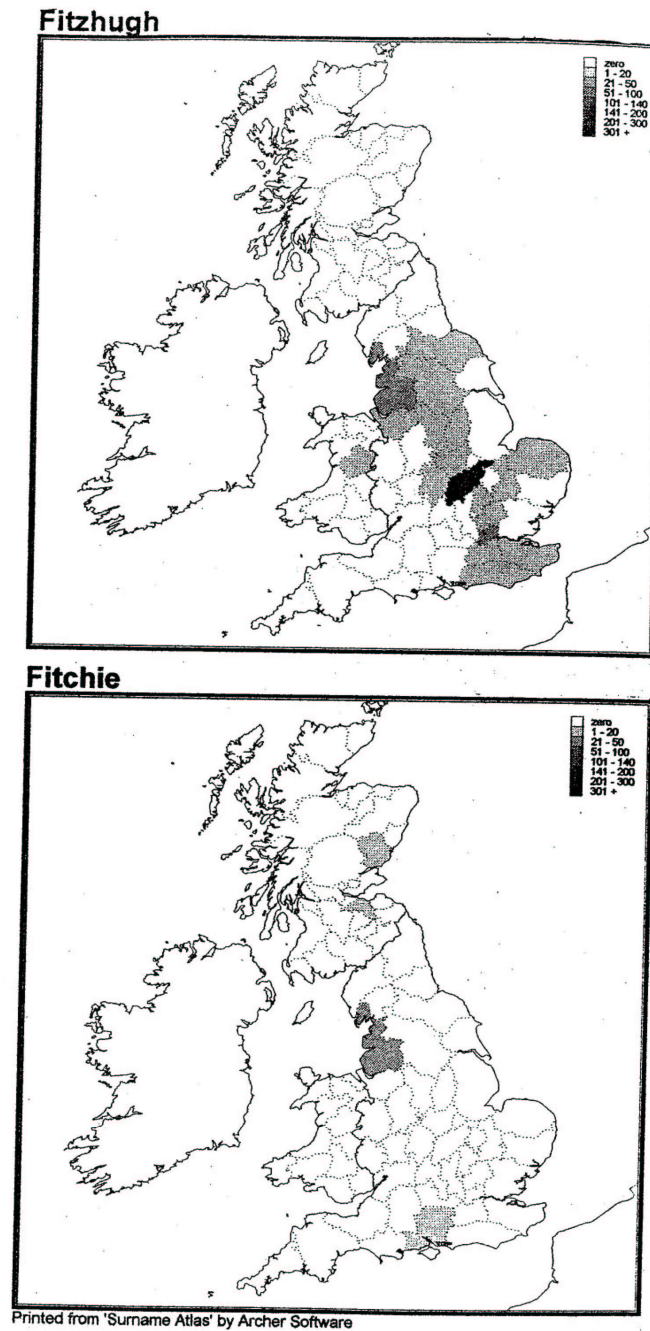 Fitzhugh
zero
1 - 20
21 - 50
51 - 100
101 - 140
141 - 200
201 - 300
301 +
Fitchie
zero
1 - 20
21 - 50
51 - 100
101 - 140
141 - 200
201 - 300
301 +
Printed from 'Surname Atlas' by Archer Software